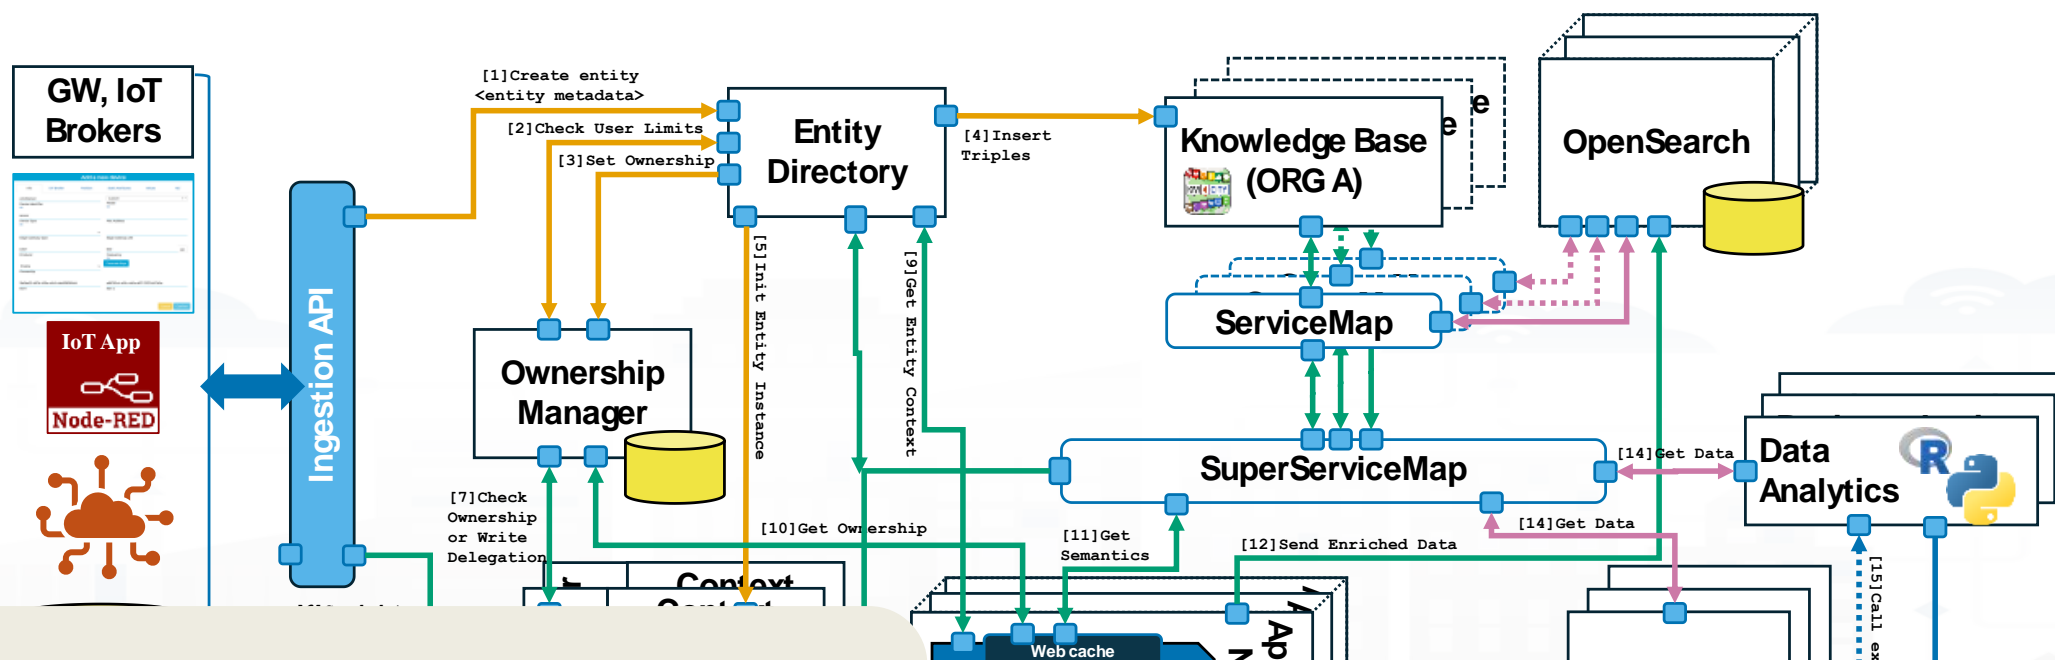 GW, IoT
Brokers
IoT App
Node-RED
Ingestion API
[1]Create entity
<entity metadata>
[2]Check User Limits
[3]Set Ownership
Entity
Directory
[4]Insert
Triples
Knowledge Base
(ORG A)
e
e
OpenSearch
[5]Init Entity Instance
[9]Get Entity Context
Ownership
Manager
ServiceMap
SuperServiceMap
[14]Get Data
Data
Analytics
R
[7]Check
Ownership
or Write
Delegation
[10]Get Ownership
[11]Get
Semantics
[12]Send Enriched Data
[14]Get Data
[15]Call ex
Context
Web cache
Ap